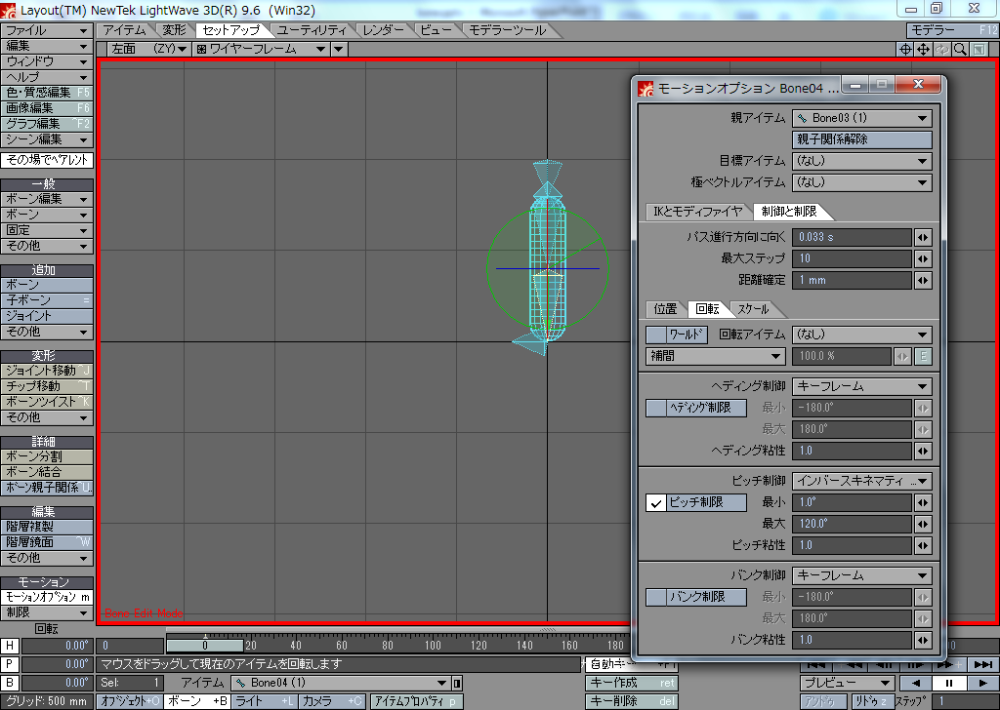 Layout(TM) NewTek LightWave 3D(R) 9.6 (Win32)
ファイル
アイテム 変形 セットアップ ユーティリティ レンダー ビュー モデラーツール
モデラー F12
編集
左面 (ZY) ワイヤーフレーム
ウィンドウ
ヘルプ
色・質感編集 F5
画像編集 F6
グラフ編集 ^F2
シーン編集
その場でペアレント
一般
ボーン編集
ボーン
固定
その他
追加
ボーン
子ボーン =
ジョイント
その他
変形
ジョイント移動 ^J
チップ移動 ^T
ボーンツイスト ^K
その他
詳細
ボーン分割
ボーン結合
ボーン親子関係 U
編集
階層複製
階層鏡面 ^W
その他
モーション
モーションオプション m
制限
Bone Edit Mode
モーションオプション Bone04 ...
親アイテム Bone03 (1)
親子関係解除
目標アイテム (なし)
極ベクトルアイテム (なし)
IKとモディファイヤ 制御と制限
パス進行方向に向く 0.033 s
最大ステップ 10
距離確定 1 mm
位置 回転 スケール
ワールド 回転アイテム (なし)
補間 100.0 % E
ヘディング制御 キーフレーム
ヘディング制限 最小 -180.0°
最大 180.0°
ヘディング粘性 1.0
ピッチ制御 インバースキネマティ ...
ピッチ制限 最小 1.0°
最大 120.0°
ピッチ粘性 1.0
バンク制御 キーフレーム
バンク制限 最小 -180.0°
最大 180.0°
バンク粘性 1.0
回転
H 0.00° 0 0 20 40 60 80 100 120 140 160 180
P 0.00° マウスをドラッグして現在のアイテムを回転します
自動キー
B 0.00° Sel: 1 アイテム Bone04 (1)
キー作成 ret
プレビュー
グリッド: 500 mm オブジェクト +O ボーン +B ライト +L カメラ +C アイテムプロパティ p
キー削除 del
アンドゥ リドゥ z ステップ 1